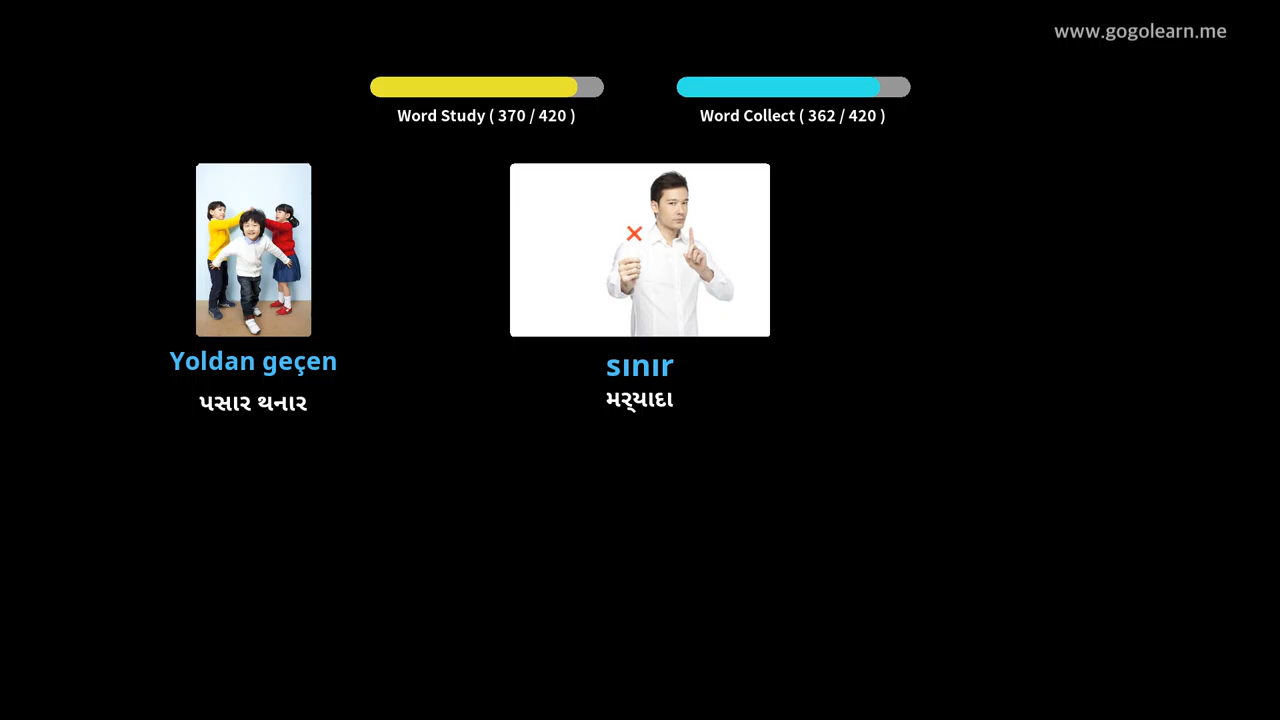 www.gogolearn.me
Word Study ( 370 / 420 )
Word Collect ( 362 / 420 )
Yoldan geçen
પસાર થનાર
sınır
મર્યાદા